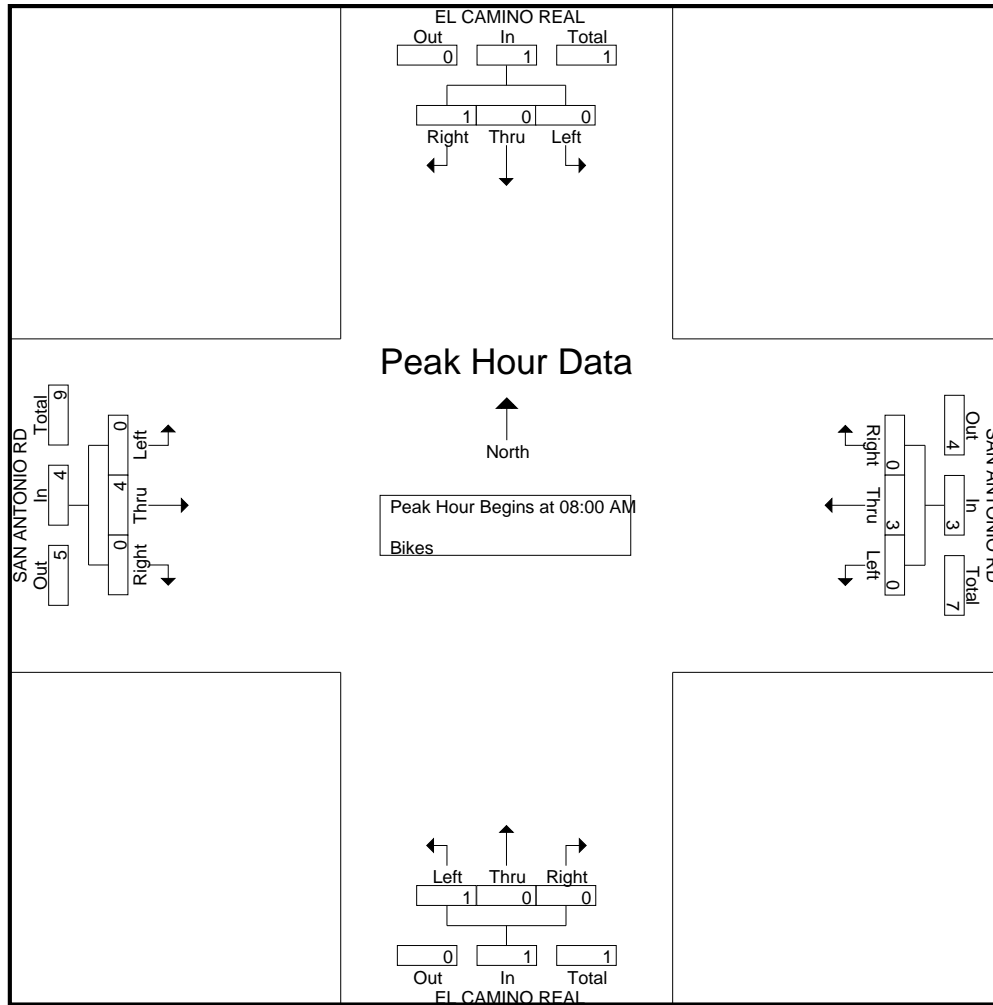 EL CAMINO REAL
Out In Total
0 1 1
1 0 0
Right Thru Left
Peak Hour Data
North
Peak Hour Begins at 08:00 AM
Bikes
SAN ANTONIO RD
Out In Total
5 4 9
Left Thru Right
0 4 0
SAN ANTONIO RD
Out In Total
4 3 7
Right Thru Left
0 3 0
Left Thru Right
1 0 0
0 1 1
Out In Total
EL CAMINO REAL